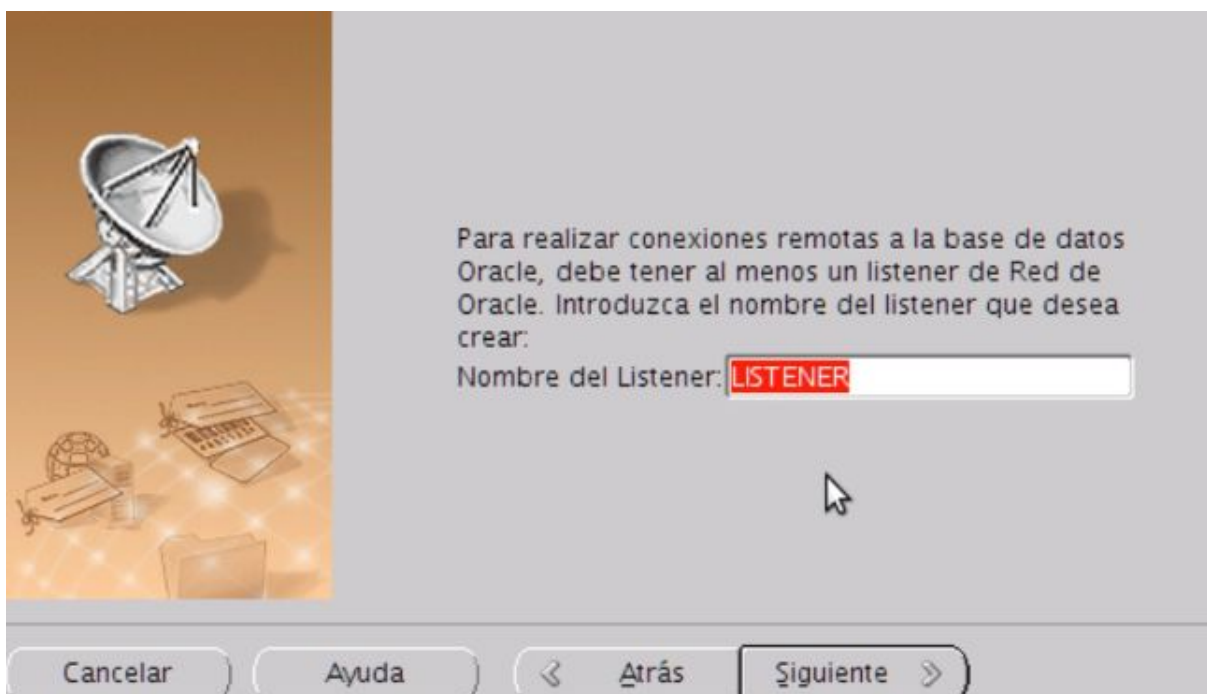 Para realizar conexiones remotas a la base de datos
Oracle, debe tener al menos un listener de Red de
Oracle. Introduzca el nombre del listener que desea
crear:
Nombre del Listener: LISTENER
Cancelar Ayuda Atrás Siguiente